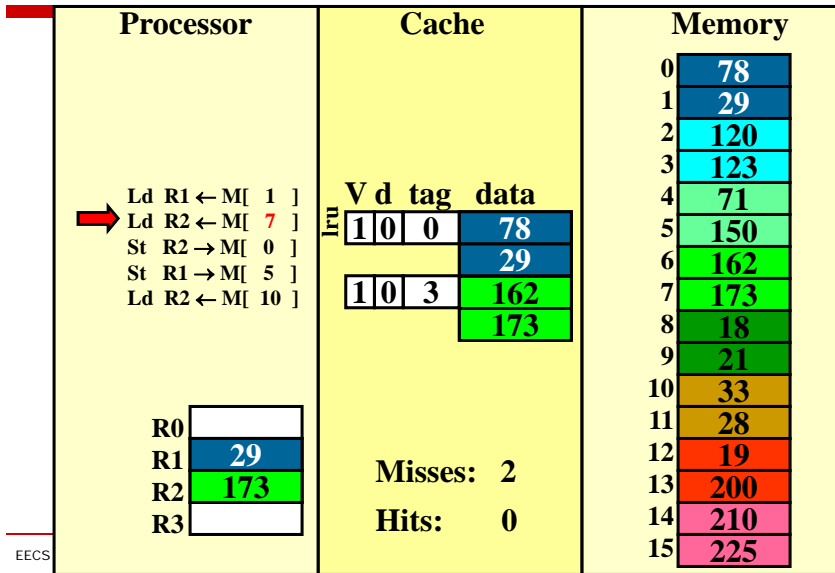 Processor
Ld R1 ← M[ 1 ]
Ld R2 ← M[ 7 ]
St R2 → M[ 0 ]
St R1 → M[ 5 ]
Ld R2 ← M[ 10 ]
R0
R1 29
R2 173
R3
Cache
V d tag data
lru
1 0 0 78
29
1 0 3 162
173
Misses: 2
Hits: 0
Memory
0 78
1 29
2 120
3 123
4 71
5 150
6 162
7 173
8 18
9 21
10 33
11 28
12 19
13 200
14 210
15 225
EECS